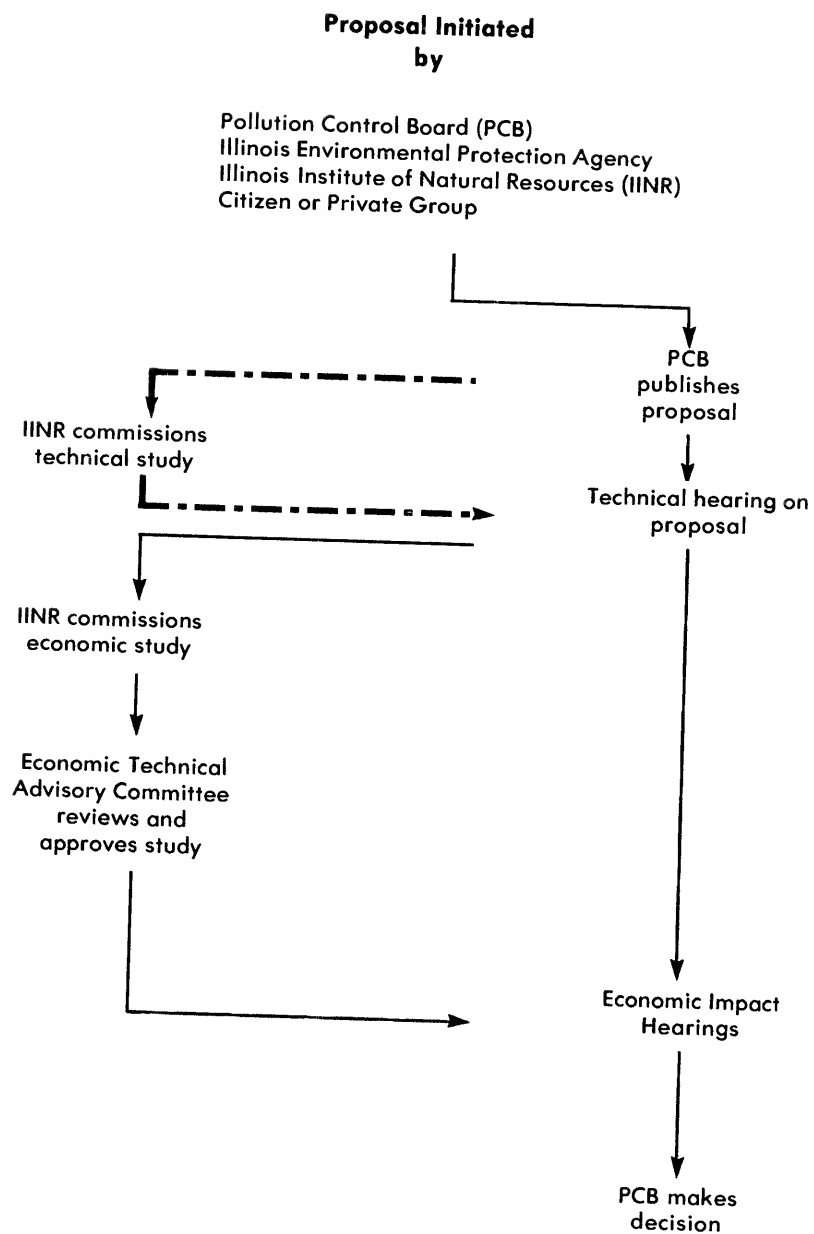 Proposal Initiated
by
Pollution Control Board (PCB)
Illinois Environmental Protection Agency
Illinois Institute of Natural Resources (IINR)
Citizen or Private Group
PCB
publishes
proposal
IINR commissions
technical study
Technical hearing on
proposal
IINR commissions
economic study
Economic Technical
Advisory Committee
reviews and
approves study
Economic Impact
Hearings
PCB makes
decision